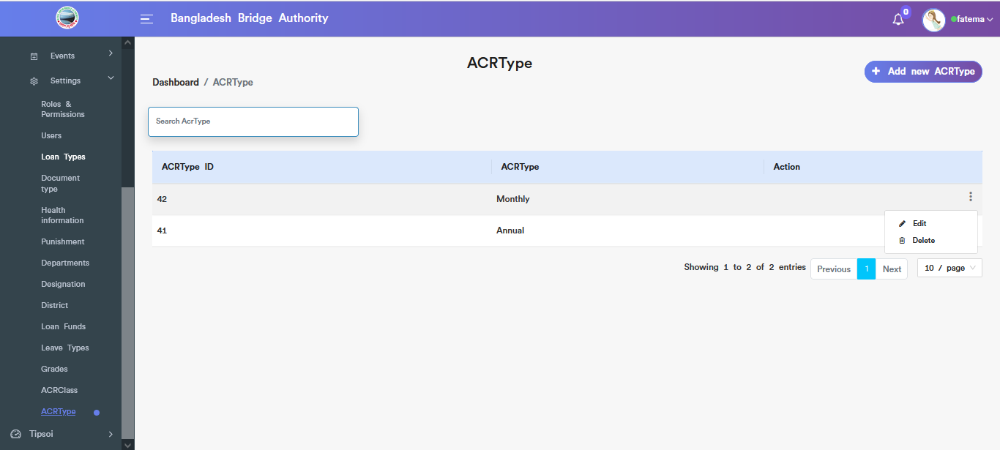 Bangladesh Bridge Authority
0
fatema
Events
Settings
Roles &
Permissions
Users
Loan Types
Document
type
Health
information
Punishment
Departments
Designation
District
Loan Funds
Leave Types
Grades
ACRClass
ACRType
Tipsoi
ACRType
Dashboard / ACRType
+ Add new ACRType
Search AcrType
ACRType ID ACRType Action
42 Monthly
41 Annual
Edit
Delete
Showing 1 to 2 of 2 entries Previous 1 Next 10 / page